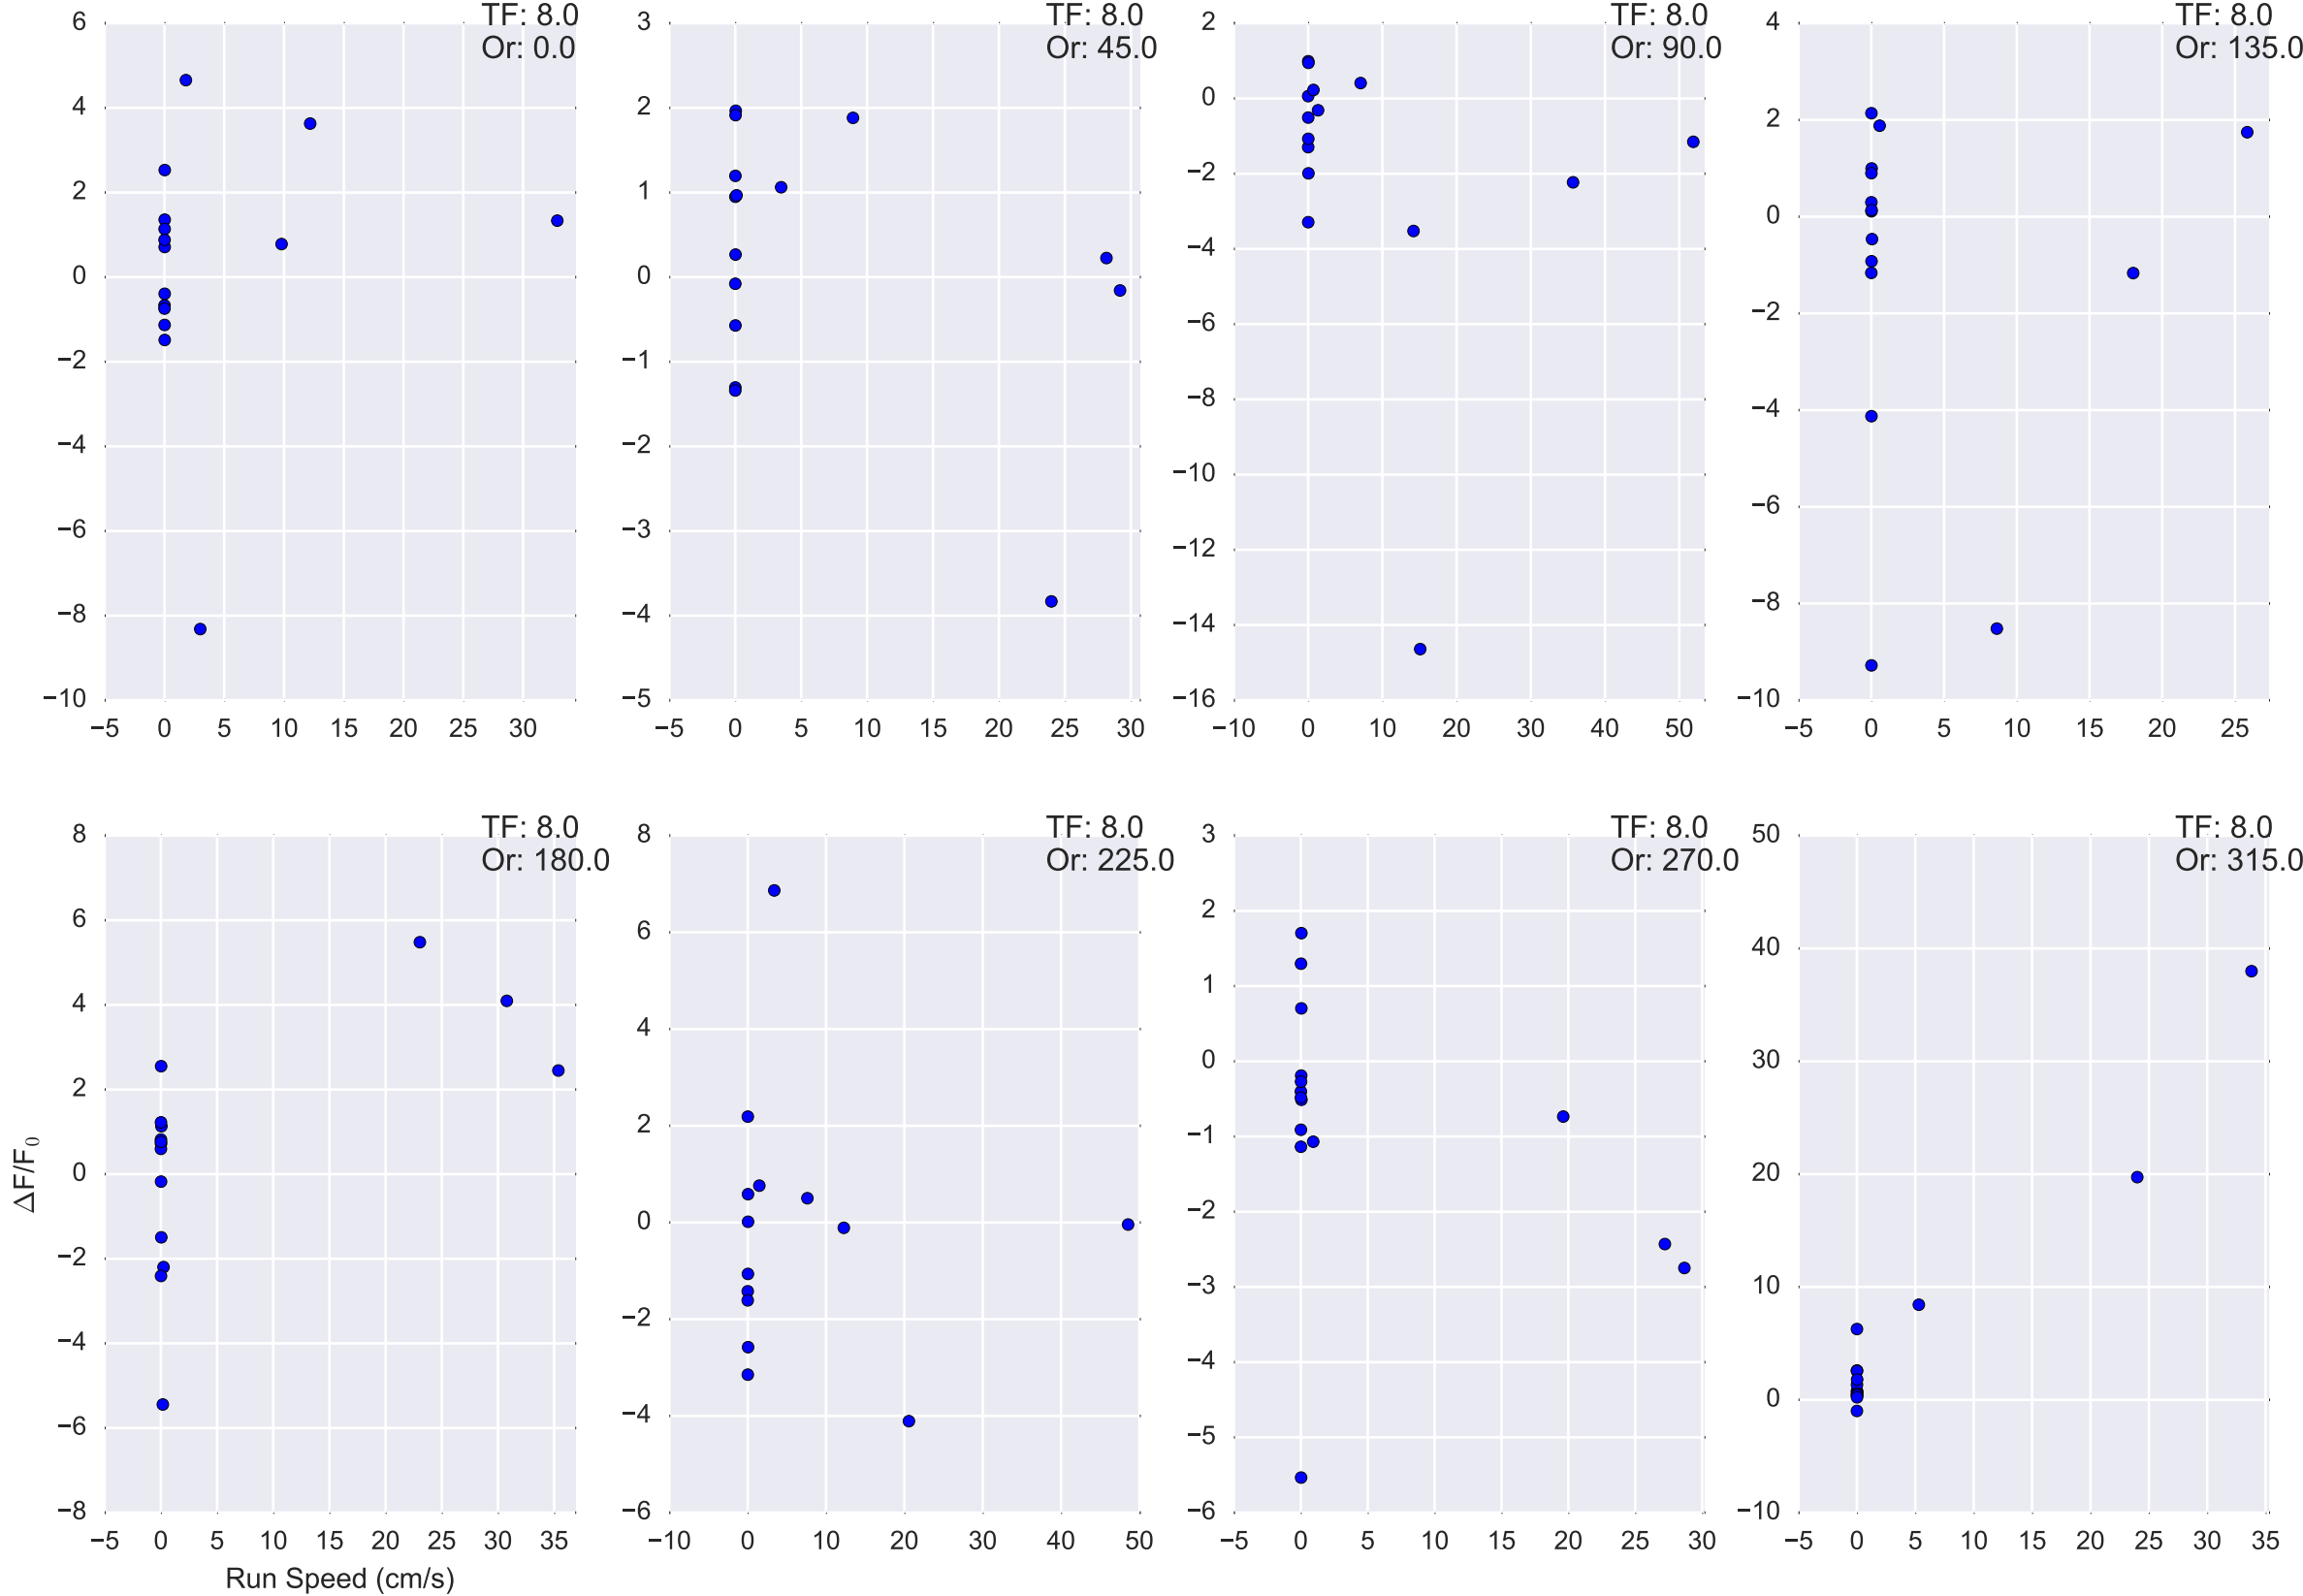 TF: 8.0
Or: 0.0
6
4
2
0
−2
−4
−6
−8
−10
−5 0 5 10 15 20 25 30
TF: 8.0
Or: 45.0
3
2
1
0
−1
−2
−3
−4
−5
−5 0 5 10 15 20 25 30
TF: 8.0
Or: 90.0
2
0
−2
−4
−6
−8
−10
−12
−14
−16
−10 0 10 20 30 40 50
TF: 8.0
Or: 135.0
4
2
0
−2
−4
−6
−8
−10
−5 0 5 10 15 20 25
TF: 8.0
Or: 180.0
8
6
4
2
0
−2
−4
−6
−8
−5 0 5 10 15 20 25 30 35
ΔF/F₀
Run Speed (cm/s)
TF: 8.0
Or: 225.0
8
6
4
2
0
−2
−4
−6
−10 0 10 20 30 40 50
TF: 8.0
Or: 270.0
3
2
1
0
−1
−2
−3
−4
−5
−6
−5 0 5 10 15 20 25 30
TF: 8.0
Or: 315.0
50
40
30
20
10
0
−10
−5 0 5 10 15 20 25 30 35